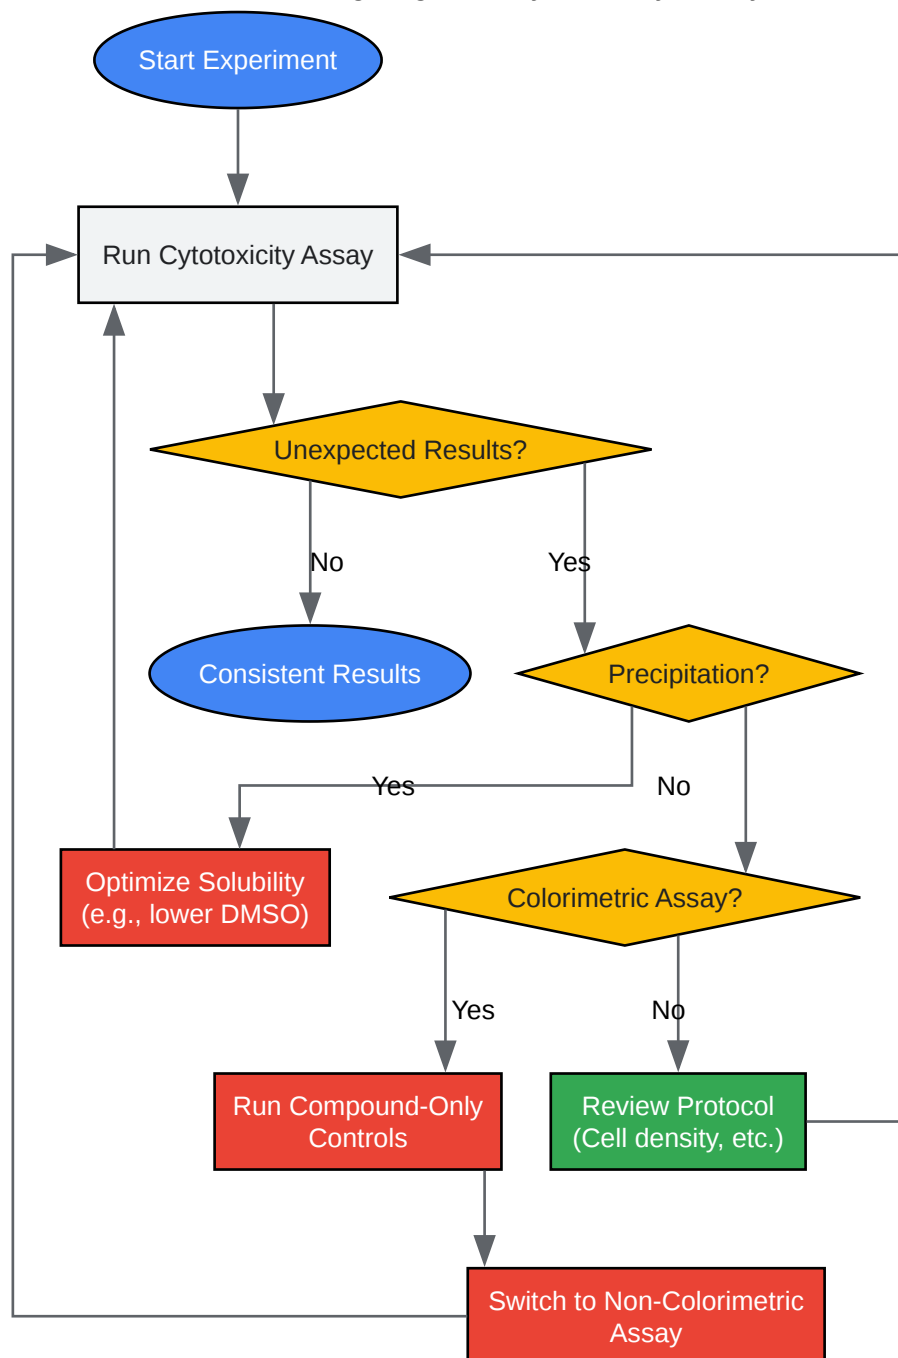 Start Experiment
Run Cytotoxicity Assay
Unexpected Results?
No
Yes
Consistent Results
Precipitation?
Yes
No
Optimize Solubility
(e.g., lower DMSO)
Colorimetric Assay?
Yes
No
Run Compound-Only
Controls
Review Protocol
(Cell density, etc.)
Switch to Non-Colorimetric
Assay